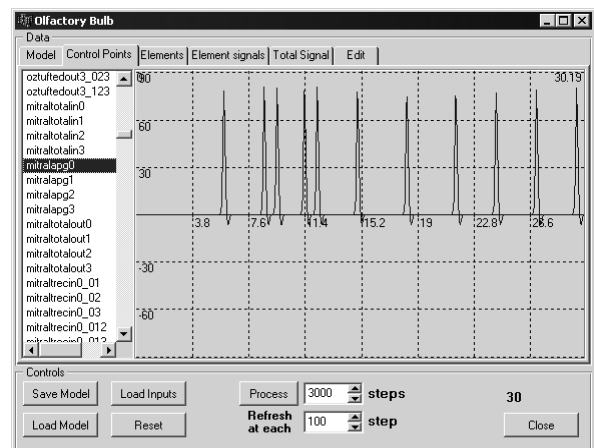 Olfactory Bulb
Data
Model Control Points Elements Element signals Total Signal Edit
oztuftedout3_023
oztuftedout3_123
mitraltotalin0
mitraltotalin1
mitraltotalin2
mitraltotalin3
mitralapg0
mitralapg1
mitralapg2
mitralapg3
mitraltotalout0
mitraltotalout1
mitraltotalout2
mitraltotalout3
mitraltrecin0_01
mitraltrecin0_02
mitraltrecin0_03
mitraltrecin0_012
mitraltrecin0_013
90 30.19
60
30
3.8 7.6 11.4 15.2 19 22.8 26.6
-30
-60
Controls
Save Model Load Inputs Process 3000 steps 30
Load Model Reset Refresh at each 100 step Close